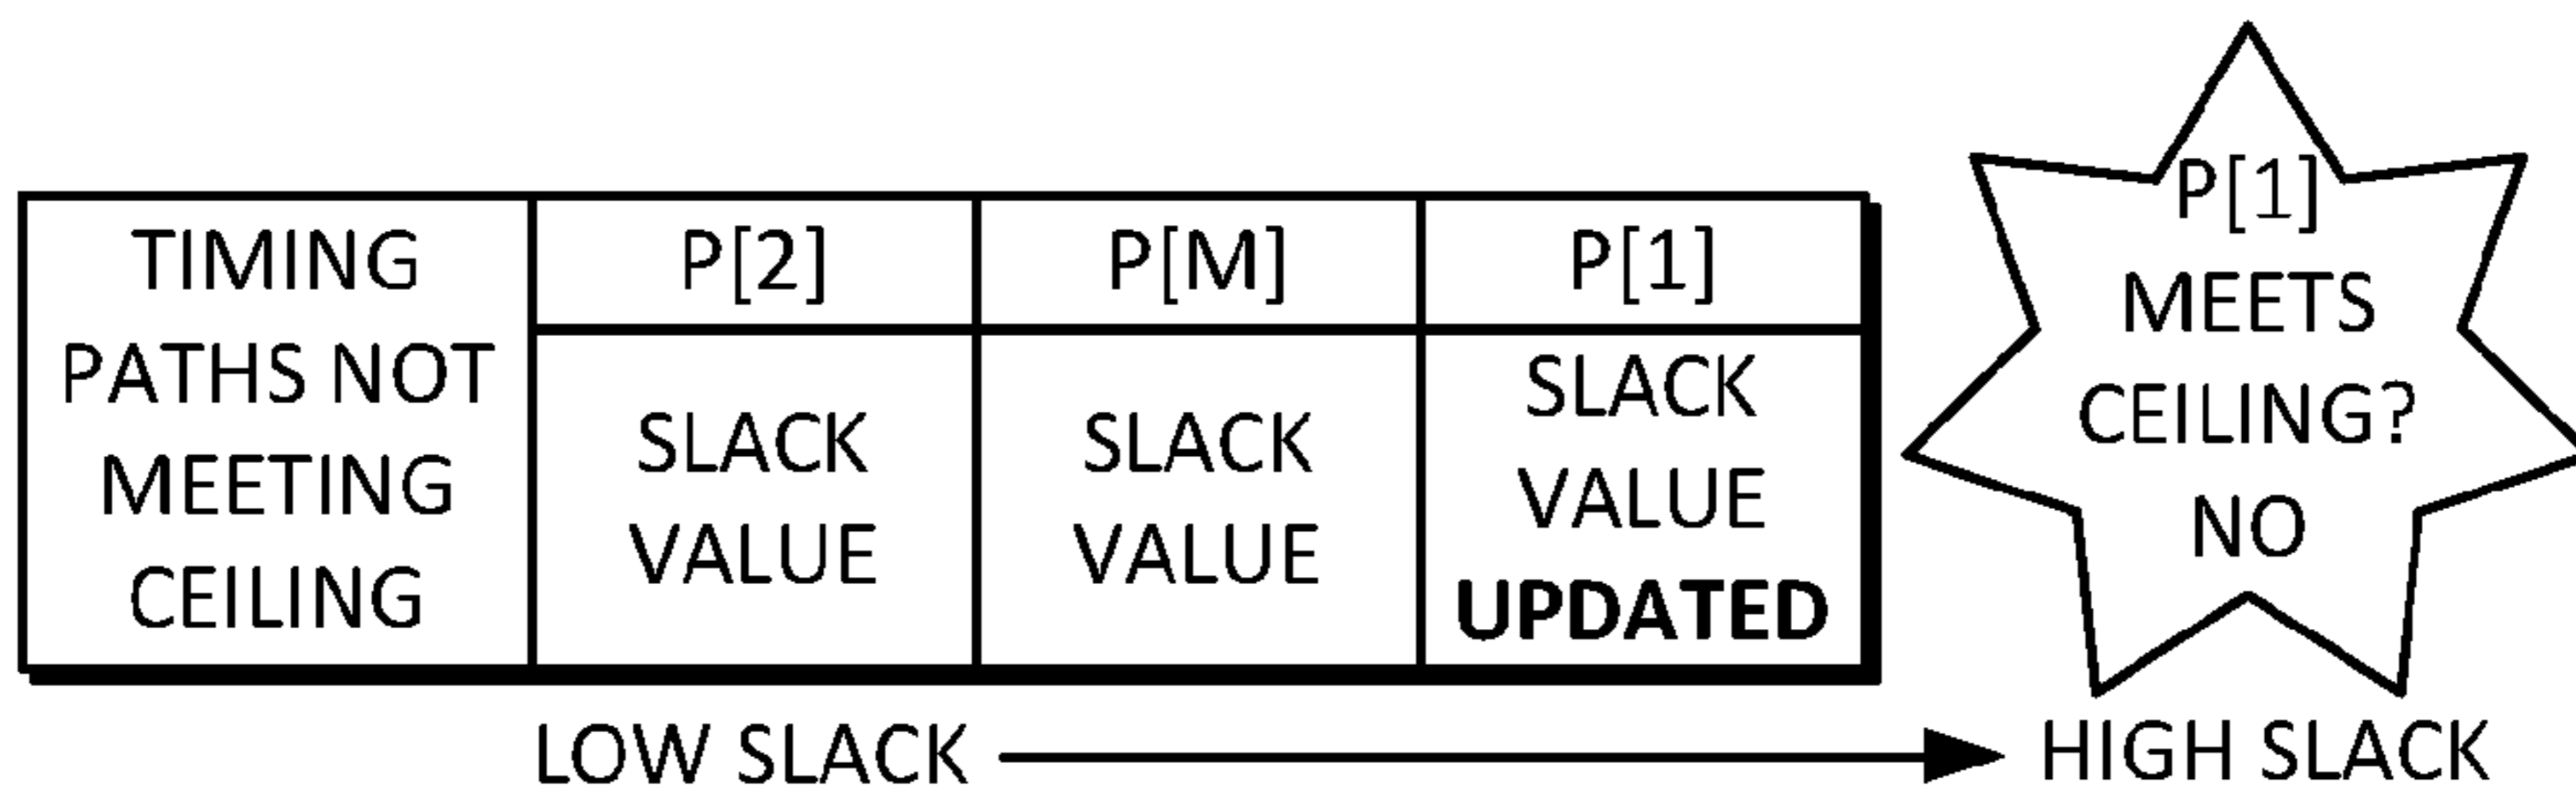 TIMING
PATHS NOT
MEETING
CEILING
P[2]
P[M]
P[1]
SLACK
VALUE
SLACK
VALUE
SLACK
VALUE
UPDATED
P[1]
MEETS
CEILING?
NO
LOW SLACK
HIGH SLACK